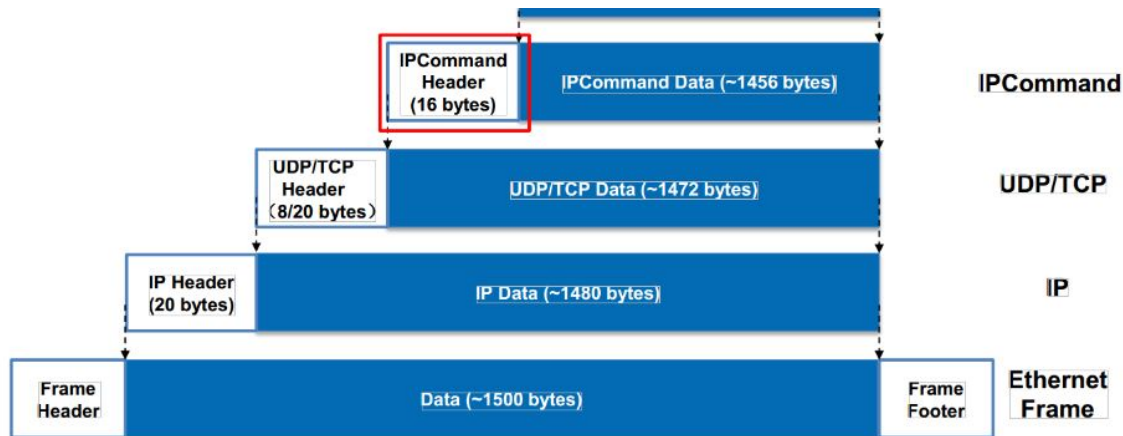 IPCommand
Header
(16 bytes)
IPCommand Data (~1456 bytes)
IPCommand
UDP/TCP
Header
（8/20 bytes）
UDP/TCP Data (~1472 bytes)
UDP/TCP
IP Header
(20 bytes)
IP Data (~1480 bytes)
IP
Frame
Header
Data (~1500 bytes)
Frame
Footer
Ethernet
Frame